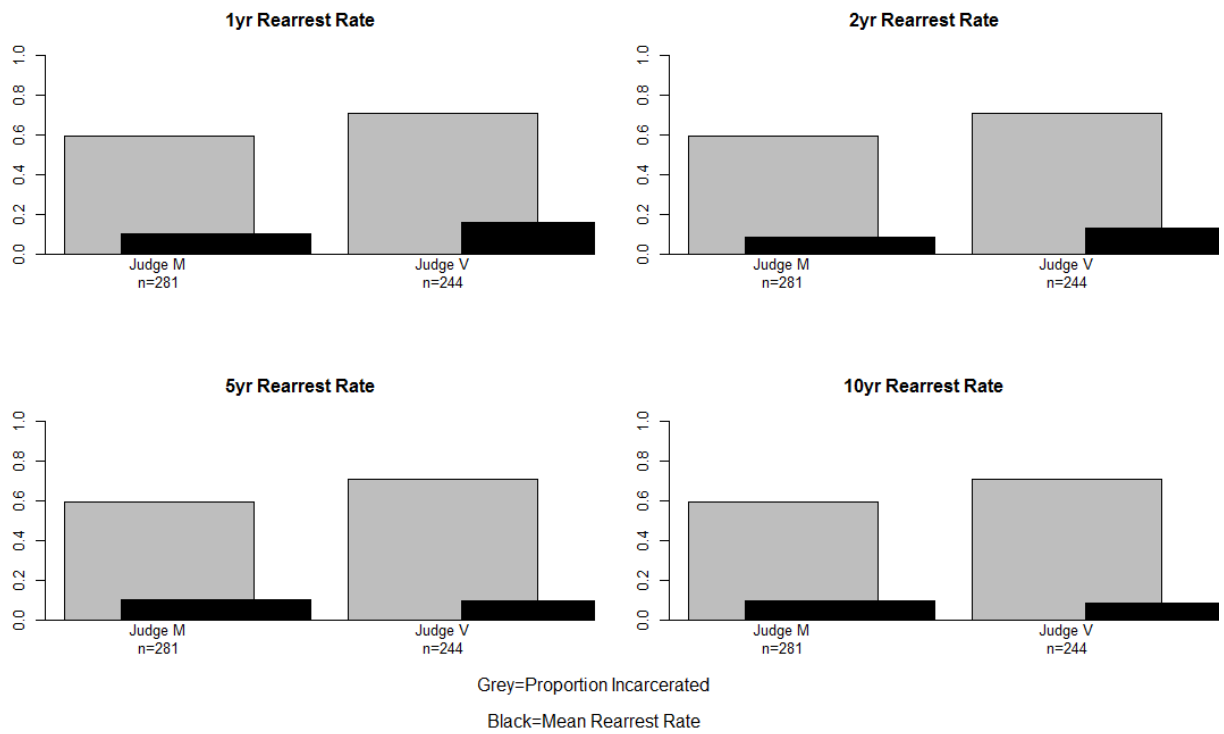 1yr Rearrest Rate
1.0
0.8
0.6
0.4
0.2
0.0
Judge M
n=281
Judge V
n=244
2yr Rearrest Rate
1.0
0.8
0.6
0.4
0.2
0.0
Judge M
n=281
Judge V
n=244
5yr Rearrest Rate
1.0
0.8
0.6
0.4
0.2
0.0
Judge M
n=281
Judge V
n=244
10yr Rearrest Rate
1.0
0.8
0.6
0.4
0.2
0.0
Judge M
n=281
Judge V
n=244
Grey=Proportion Incarcerated
Black=Mean Rearrest Rate